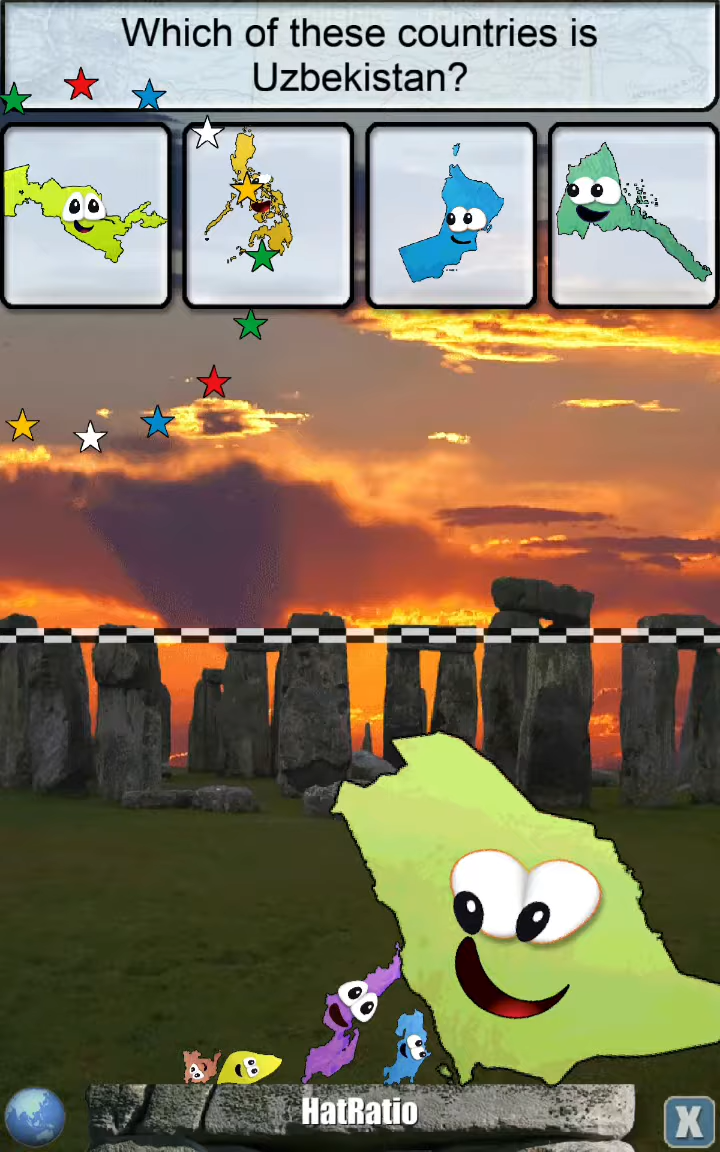 Which of these countries is
Uzbekistan?
HatRatio
X